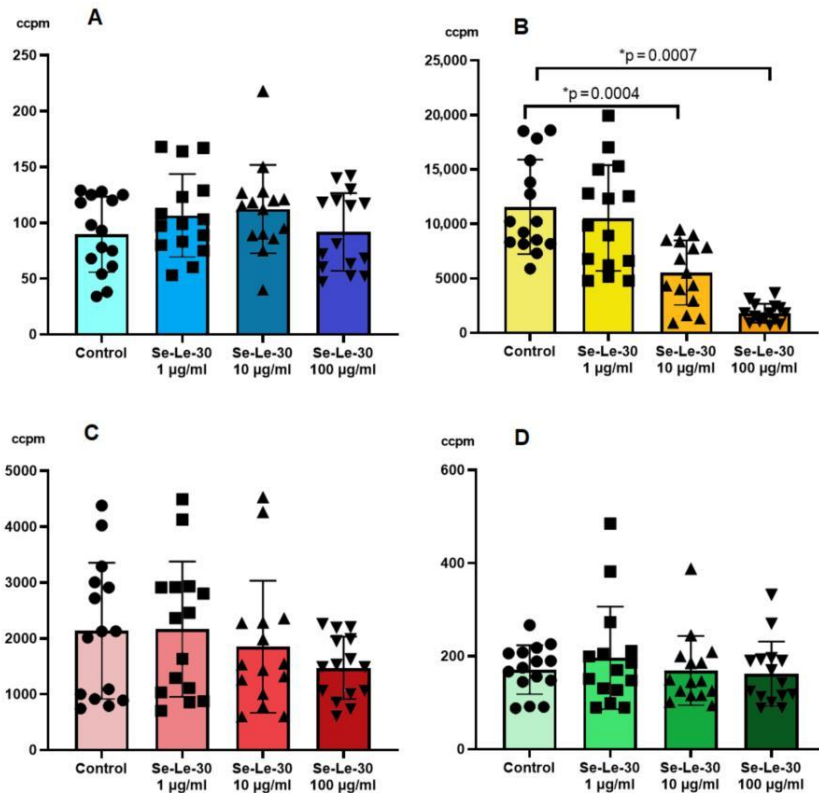 A
ccpm
250
200
150
100
50
0
Control Se-Le-30 Se-Le-30 Se-Le-30
1 µg/ml 10 µg/ml 100 µg/ml
B
ccpm
*p = 0.0007
*p = 0.0004
25,000
20,000
15,000
10,000
5000
0
Control Se-Le-30 Se-Le-30 Se-Le-30
1 µg/ml 10 µg/ml 100 µg/ml
C
ccpm
5000
4000
3000
2000
1000
0
Control Se-Le-30 Se-Le-30 Se-Le-30
1 µg/ml 10 µg/ml 100 µg/ml
D
ccpm
600
400
200
0
Control Se-Le-30 Se-Le-30 Se-Le-30
1 µg/ml 10 µg/ml 100 µg/ml